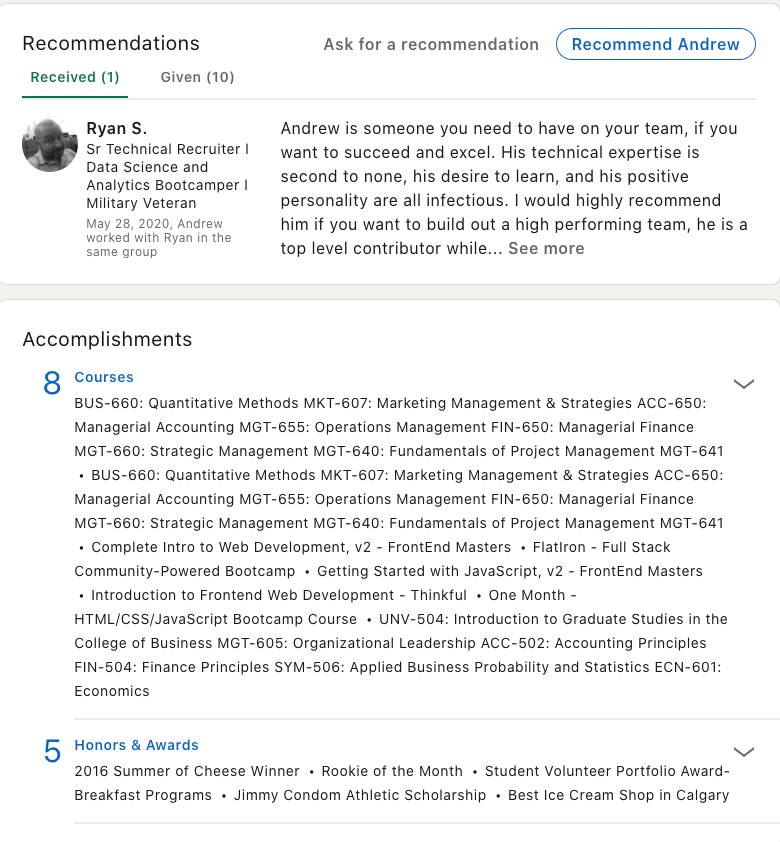 Recommendations
Ask for a recommendation
Recommend Andrew
Received (1)
Given (10)
Ryan S.
Sr Technical Recruiter l
Data Science and
Analytics Bootcamper l
Military Veteran
May 28, 2020, Andrew
worked with Ryan in the
same group
Andrew is someone you need to have on your team, if you
want to succeed and excel. His technical expertise is
second to none, his desire to learn, and his positive
personality are all infectious. I would highly recommend
him if you want to build out a high performing team, he is a
top level contributor while... See more
Accomplishments
8
Courses
BUS-660: Quantitative Methods MKT-607: Marketing Management & Strategies ACC-650:
Managerial Accounting MGT-655: Operations Management FIN-650: Managerial Finance
MGT-660: Strategic Management MGT-640: Fundamentals of Project Management MGT-641
• BUS-660: Quantitative Methods MKT-607: Marketing Management & Strategies ACC-650:
Managerial Accounting MGT-655: Operations Management FIN-650: Managerial Finance
MGT-660: Strategic Management MGT-640: Fundamentals of Project Management MGT-641
• Complete Intro to Web Development, v2 - FrontEnd Masters • FlatIron - Full Stack
Community-Powered Bootcamp • Getting Started with JavaScript, v2 - FrontEnd Masters
• Introduction to Frontend Web Development - Thinkful • One Month -
HTML/CSS/JavaScript Bootcamp Course • UNV-504: Introduction to Graduate Studies in the
College of Business MGT-605: Organizational Leadership ACC-502: Accounting Principles
FIN-504: Finance Principles SYM-506: Applied Business Probability and Statistics ECN-601:
Economics
5
Honors & Awards
2016 Summer of Cheese Winner • Rookie of the Month • Student Volunteer Portfolio Award-
Breakfast Programs • Jimmy Condom Athletic Scholarship • Best Ice Cream Shop in Calgary